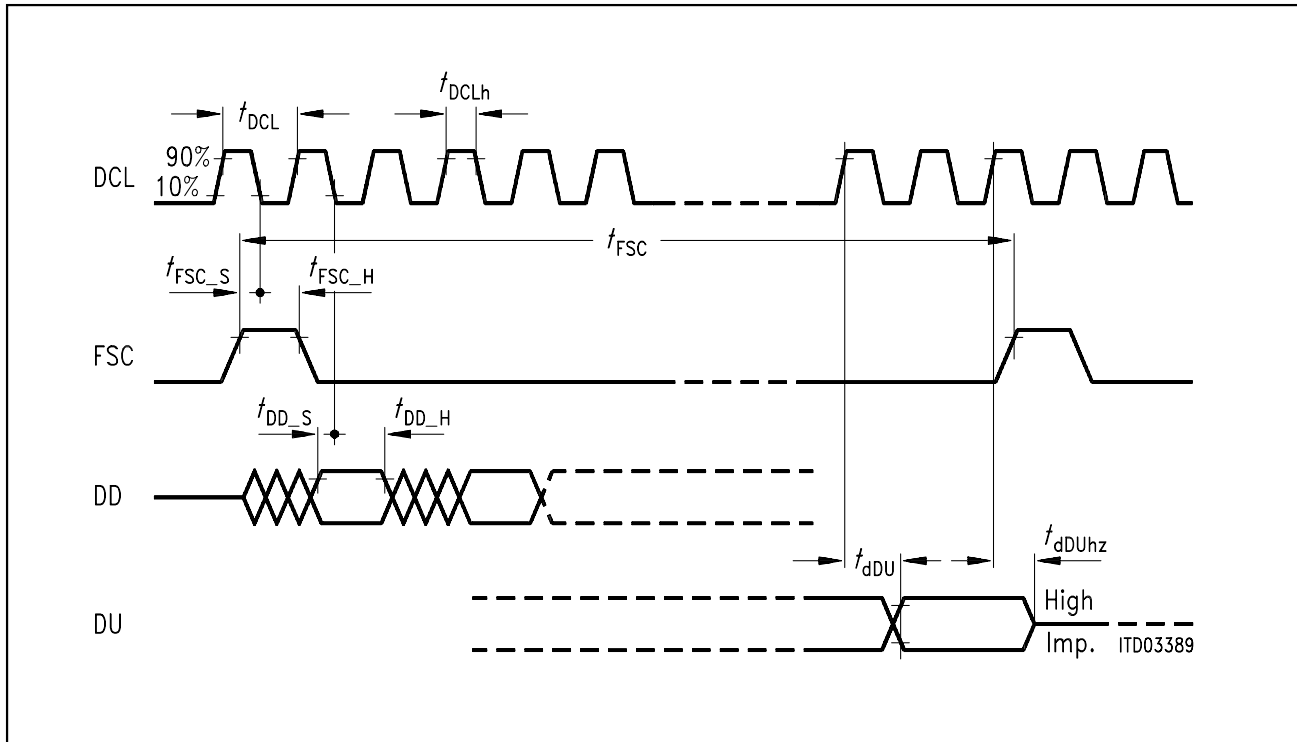 tDCLh
tDCL
90%
DCL
10%
tFSC
tFSC_S
tFSC_H
FSC
tDD_S
tDD_H
DD
tdDU
tdDUhz
High
DU
Imp. ITD03389